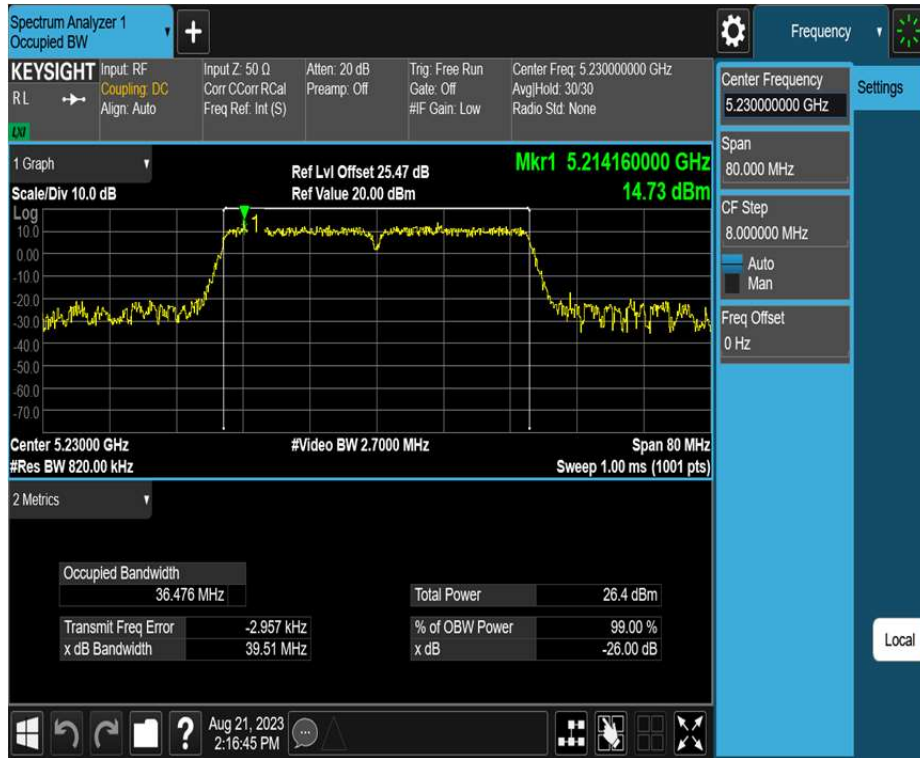 Spectrum Analyzer 1
Occupied BW
+
Frequency
KEYSIGHT
RL
LXI
Input: RF
Coupling: DC
Align: Auto
Input Z: 50 Ω
Corr CCorr RCal
Freq Ref: Int (S)
Atten: 20 dB
Preamp: Off
Trig: Free Run
Gate: Off
#IF Gain: Low
Center Freq: 5.230000000 GHz
Avg|Hold: 30/30
Radio Std: None
Center Frequency
5.230000000 GHz
Settings
Span
80.000 MHz
CF Step
8.000000 MHz
Auto
Man
Freq Offset
0 Hz
Local
1 Graph
Scale/Div 10.0 dB
Ref Lvl Offset 25.47 dB
Ref Value 20.00 dBm
Mkr1 5.214160000 GHz
14.73 dBm
Log
10.0
0.00
-10.0
-20.0
-30.0
-40.0
-50.0
-60.0
-70.0
1
Center 5.23000 GHz
#Video BW 2.7000 MHz
Span 80 MHz
#Res BW 820.00 kHz
Sweep 1.00 ms (1001 pts)
2 Metrics
Occupied Bandwidth
36.476 MHz
Total Power 26.4 dBm
Transmit Freq Error -2.957 kHz
% of OBW Power 99.00 %
x dB Bandwidth 39.51 MHz
x dB -26.00 dB
?
Aug 21, 2023
2:16:45 PM